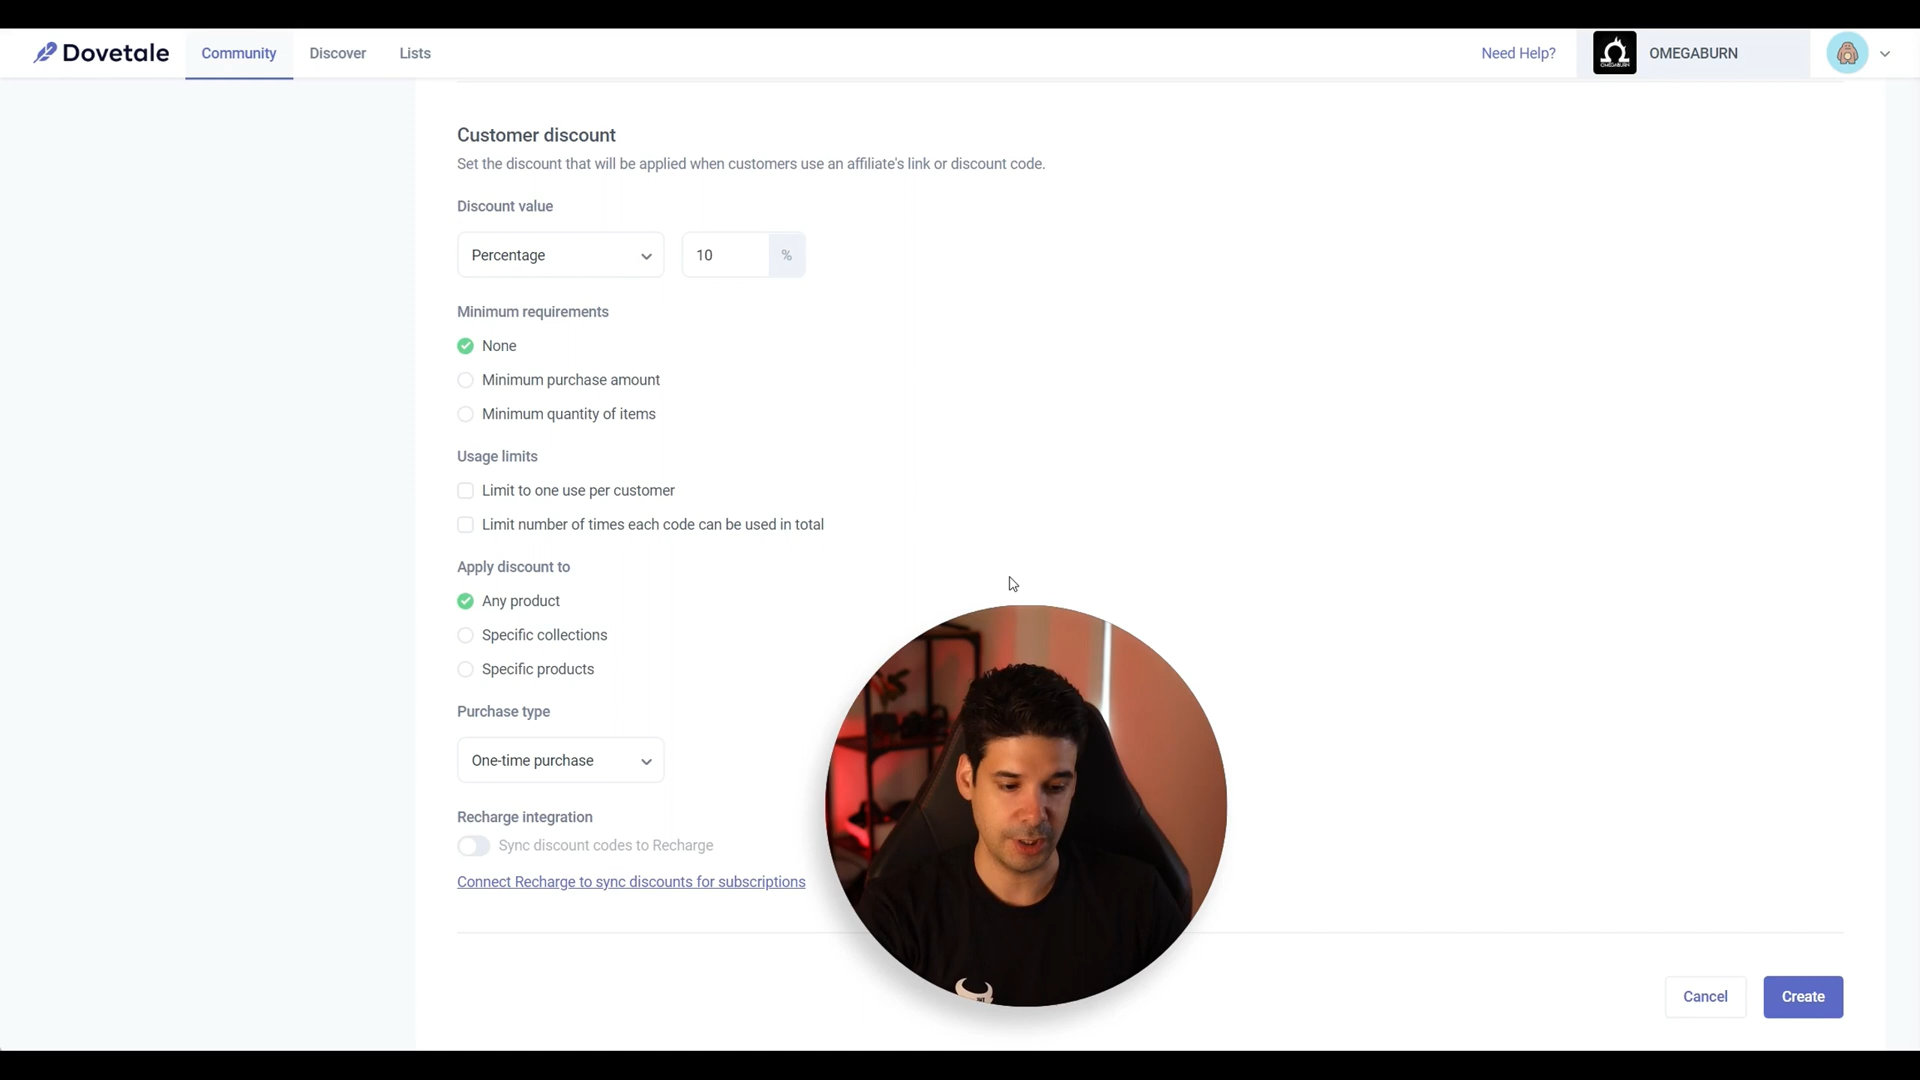 Dovetale
Community
Discover
Lists
Need Help?
OMEGABURN
OMEGABURN
Customer discount
Set the discount that will be applied when customers use an affiliate's link or discount code.
Discount value
Percentage
10
%
Minimum requirements
None
Minimum purchase amount
Minimum quantity of items
Usage limits
Limit to one use per customer
Limit number of times each code can be used in total
Apply discount to
Any product
Specific collections
Specific products
Purchase type
One-time purchase
Recharge integration
Sync discount codes to Recharge
Connect Recharge to sync discounts for subscriptions
Cancel
Create